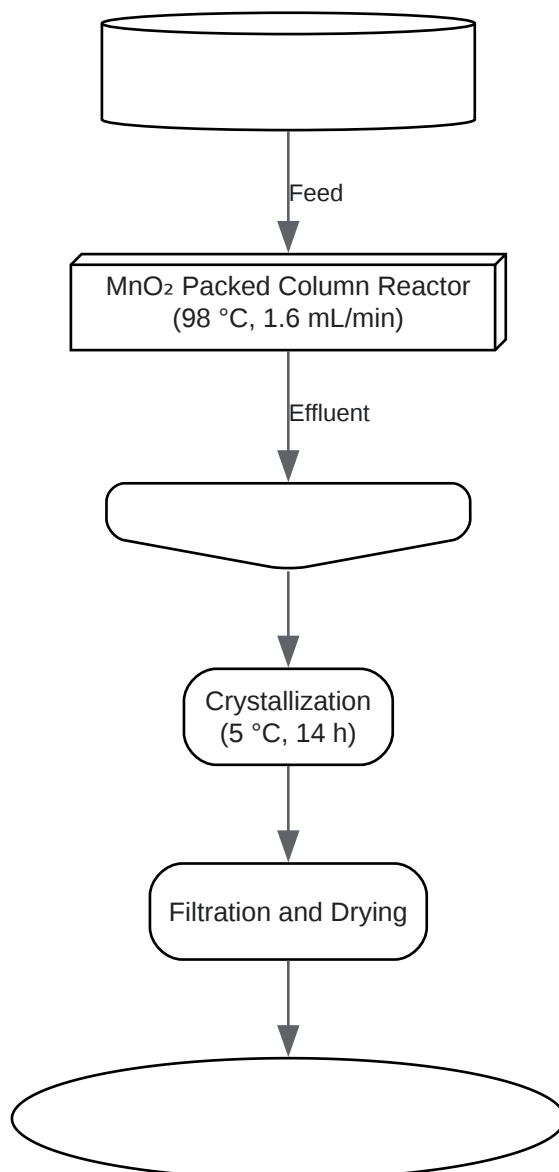 Feed
MnO₂ Packed Column Reactor
(98 °C, 1.6 mL/min)
Effluent
Crystallization
(5 °C, 14 h)
Filtration and Drying